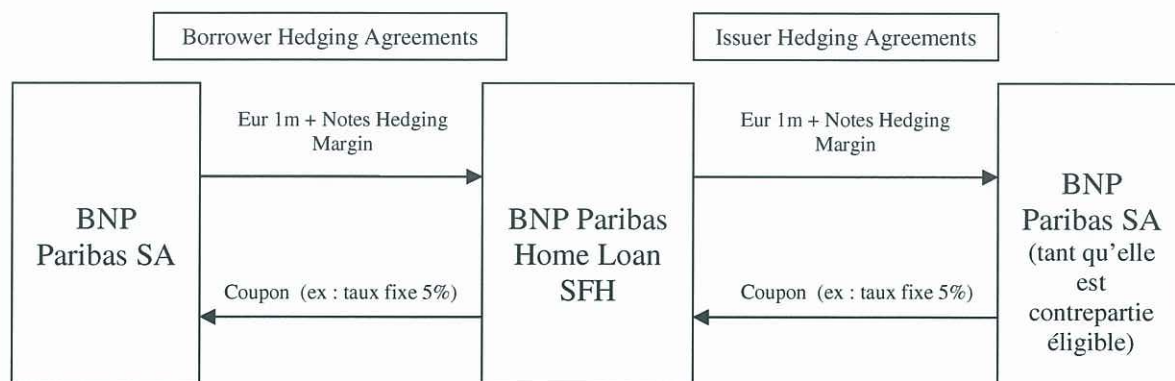 Borrower Hedging Agreements
Issuer Hedging Agreements
Eur 1m + Notes Hedging
Margin
Eur 1m + Notes Hedging
Margin
BNP
Paribas SA
BNP Paribas
Home Loan
SFH
BNP
Paribas SA
(tant qu'elle
est
contrepartie
éligible)
Coupon (ex : taux fixe 5%)
Coupon (ex : taux fixe 5%)